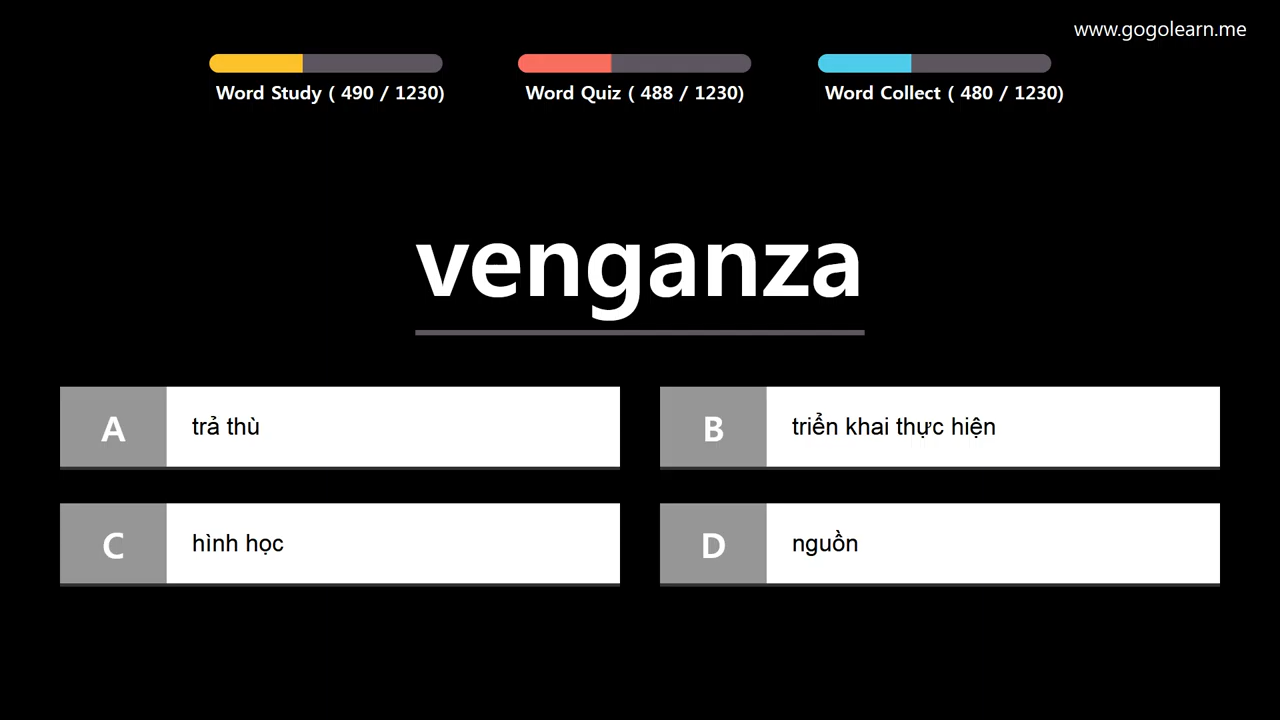 www.gogolearn.me
Word Study ( 490 / 1230)
Word Quiz ( 488 / 1230)
Word Collect ( 480 / 1230)
venganza
A trả thù
B triển khai thực hiện
C hình học
D nguồn